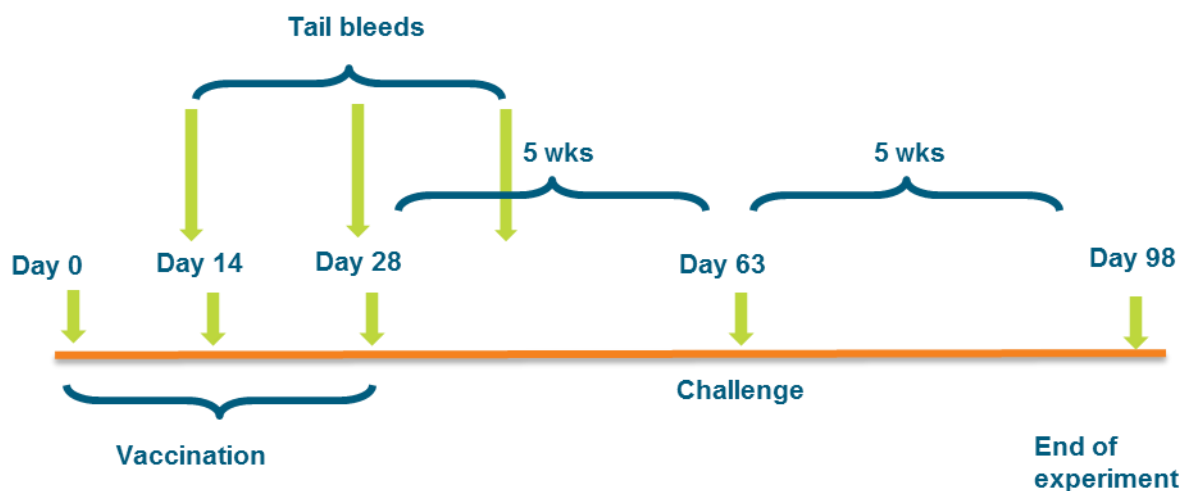 Tail bleeds
5 wks
5 wks
Day 0
Day 14
Day 28
Day 63
Day 98
Challenge
Vaccination
End of
experiment